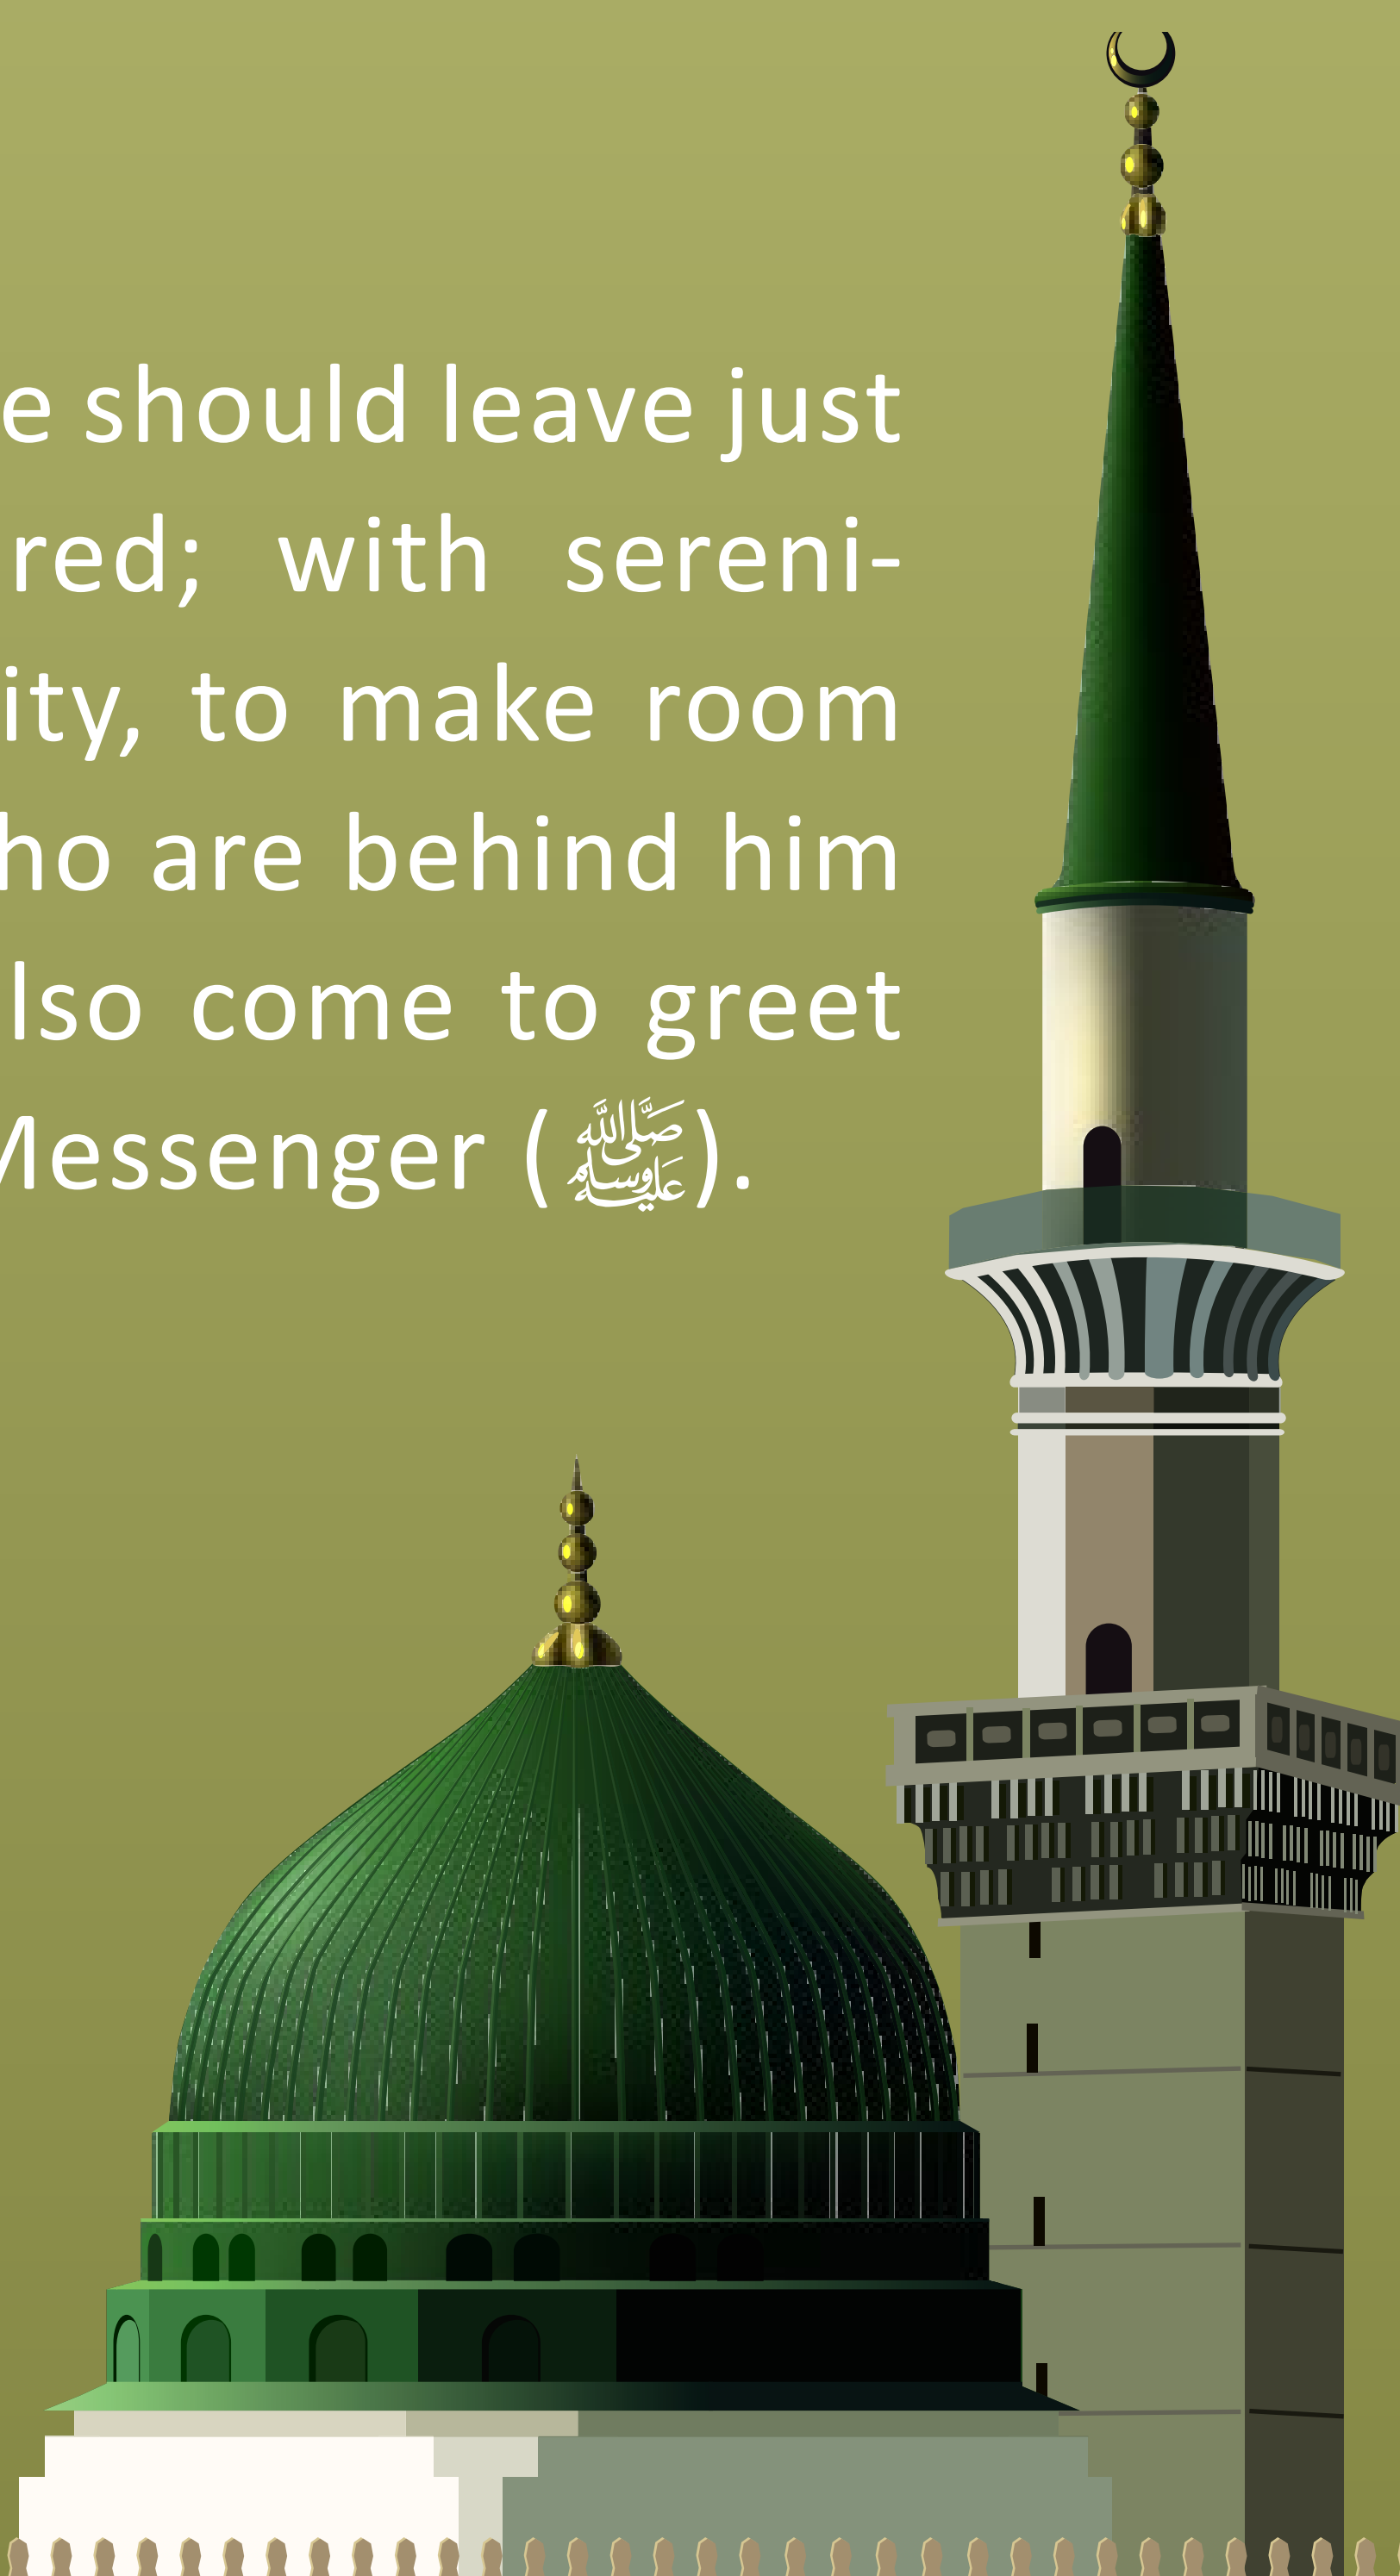 e should leave just
red; with sereni-
ity, to make room
ho are behind him
lso come to greet
Messenger (ﷺ).